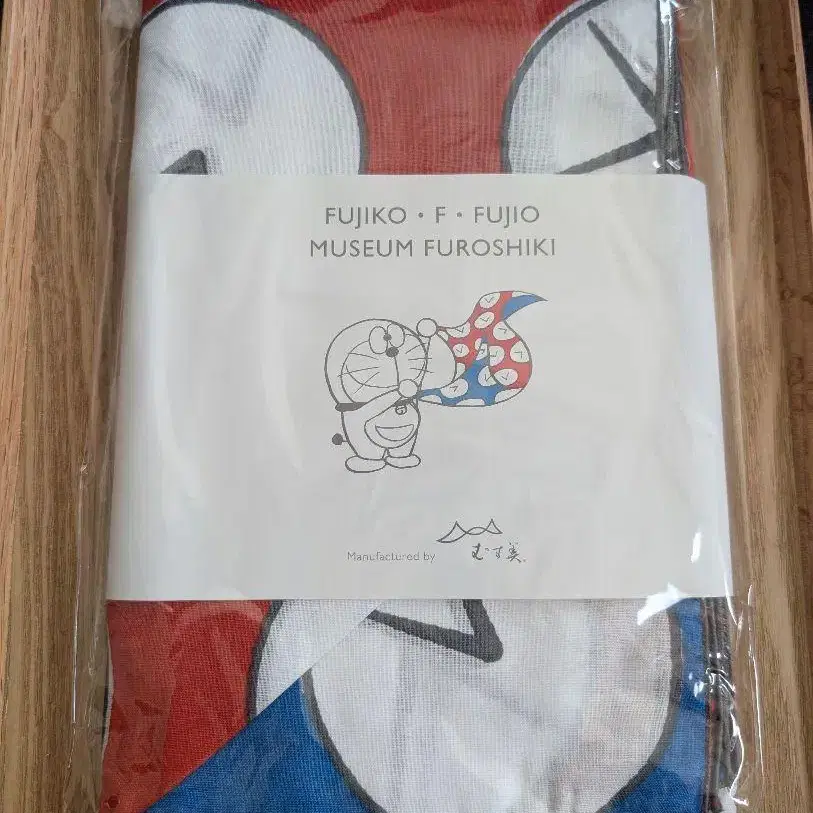 FUJIKO・F・FUJIO
MUSEUM FUROSHIKI
Manufactured by むす美